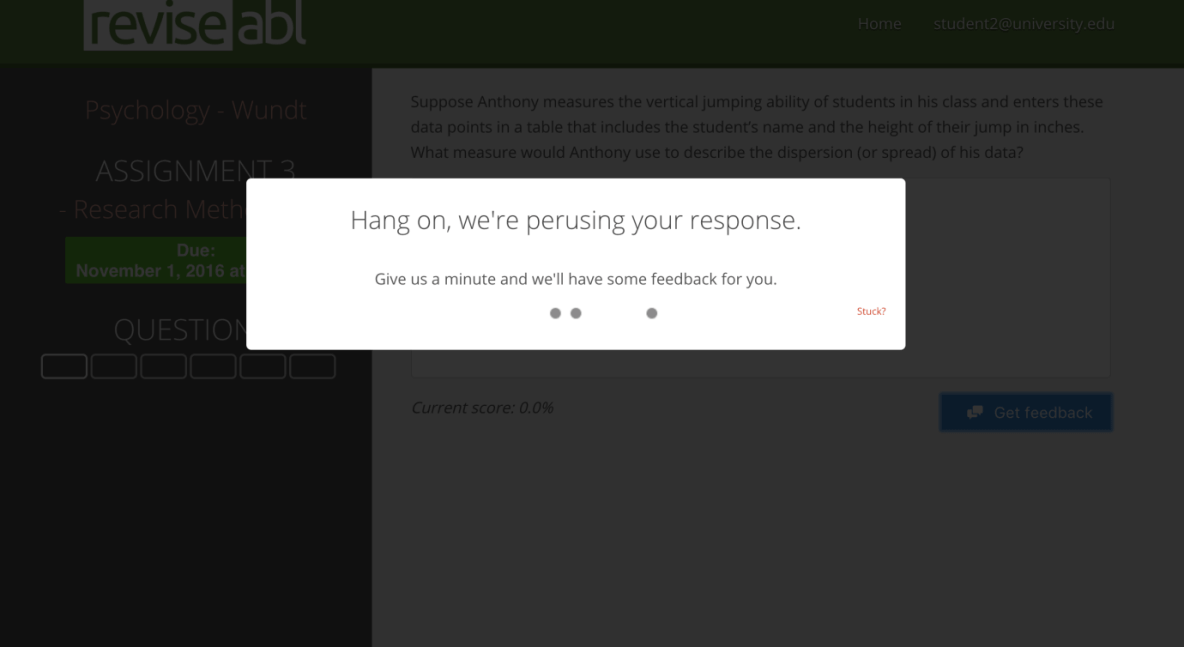 revise abl
Home student2@university.edu
Psychology - Wundt
ASSIGNMENT 3
- Research Meth
Due:
November 1, 2016 at
QUESTION
Suppose Anthony measures the vertical jumping ability of students in his class and enters these
data points in a table that includes the student's name and the height of their jump in inches.
What measure would Anthony use to describe the dispersion (or spread) of his data?
Hang on, we're perusing your response.
Give us a minute and we'll have some feedback for you.
Stuck?
Current score: 0.0%
Get feedback